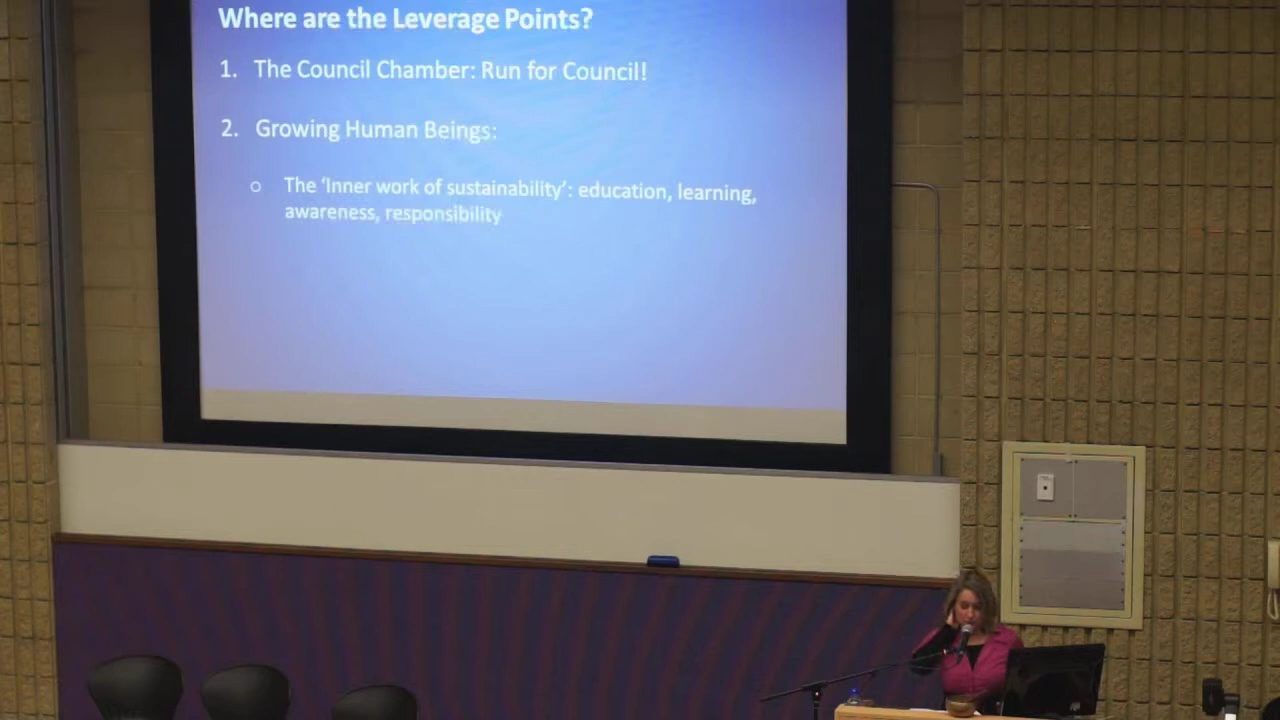 Where are the Leverage Points?
1. The Council Chamber: Run for Council!
2. Growing Human Beings:
○ The ‘Inner work of sustainability’: education, learning,
awareness, responsibility